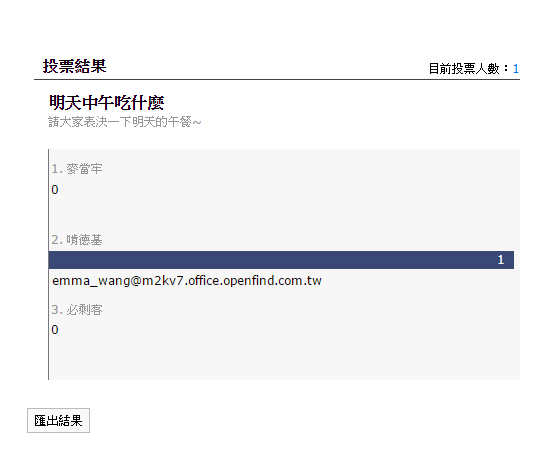 投票結果
目前投票人數：1
明天中午吃什麼
請大家表決一下明天的午餐~
1. 麥當牢
0
2. 啃德基
1
emma_wang@m2kv7.office.openfind.com.tw
3. 必剩客
0
匯出結果